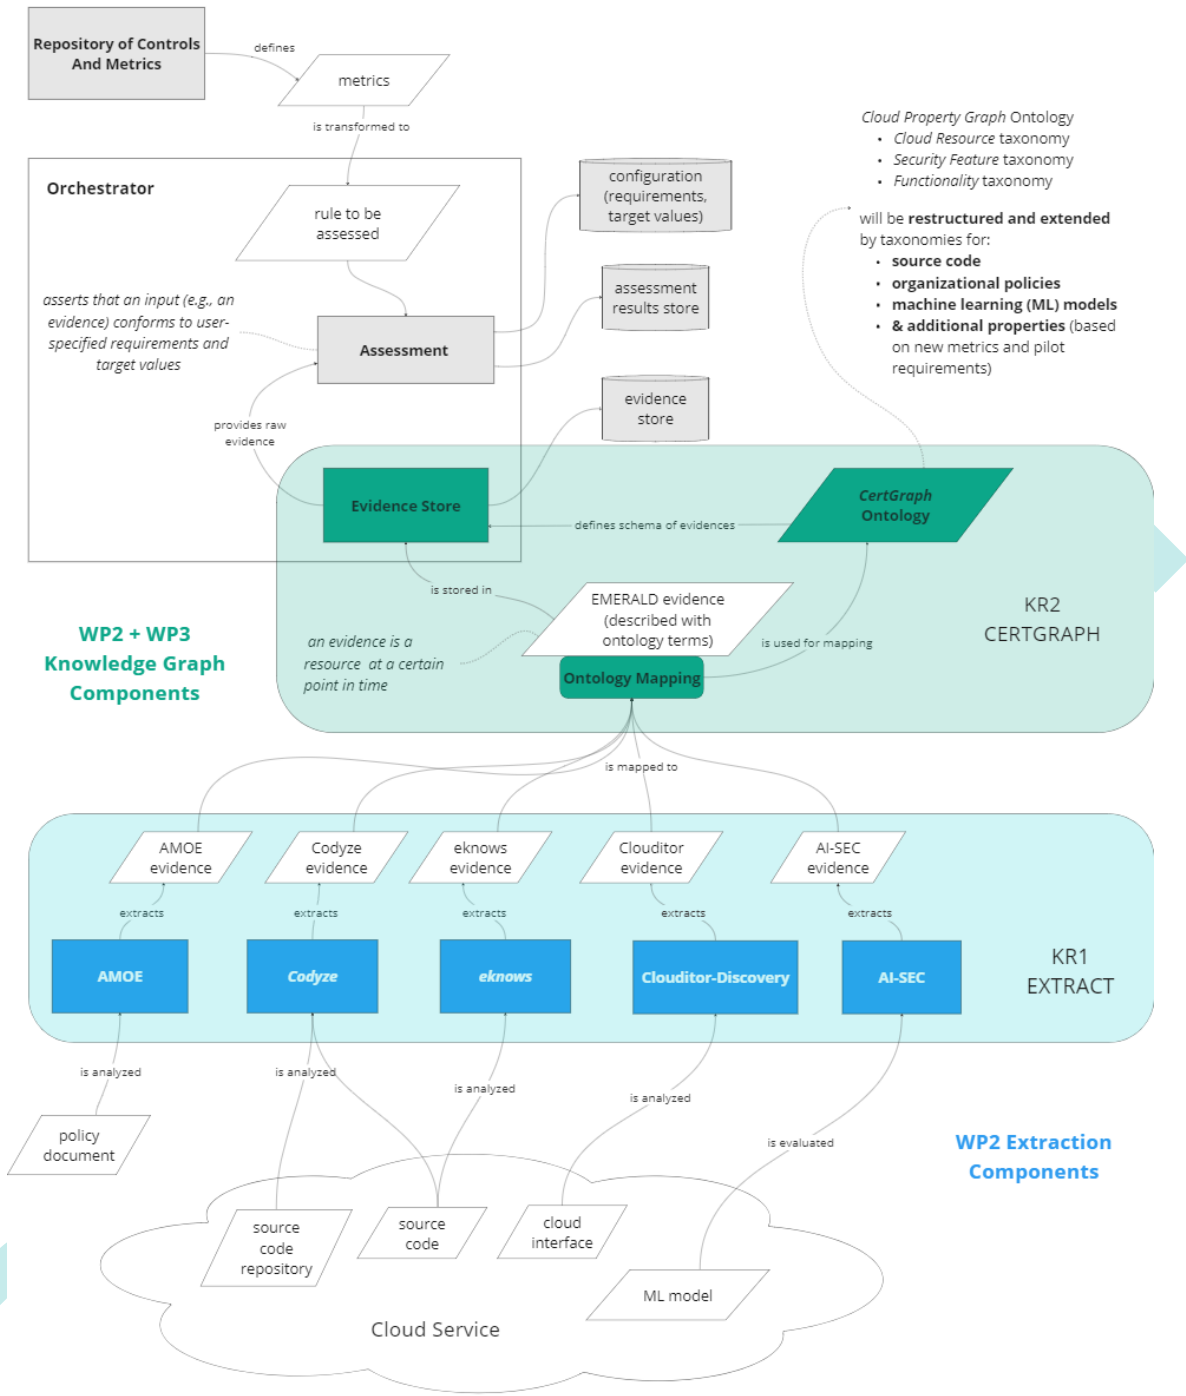 Repository of Controls
And Metrics
defines
metrics
is transformed to
Orchestrator
rule to be
assessed
asserts that an input (e.g., an
evidence) conforms to user-
specified requirements and
target values
Assessment
provides raw
evidence
configuration
(requirements,
target values)
assessment
results store
evidence
store
Cloud Property Graph Ontology
• Cloud Resource taxonomy
• Security Feature taxonomy
• Functionality taxonomy
will be restructured and extended
by taxonomies for:
• source code
• organizational policies
• machine learning (ML) models
• & additional properties (based
on new metrics and pilot
requirements)
Evidence Store
CertGraph
Ontology
defines schema of evidences
is stored in
EMERALD evidence
(described with
ontology terms)
is used for mapping
an evidence is a
resource at a certain
point in time
Ontology Mapping
KR2
CERTGRAPH
WP2 + WP3
Knowledge Graph
Components
is mapped to
AMOE
evidence
Codyze
evidence
eknows
evidence
Clouditor
evidence
AI-SEC
evidence
extracts
extracts
extracts
extracts
extracts
AMOE
Codyze
eknows
Clouditor-Discovery
AI-SEC
KR1
EXTRACT
is analyzed
is analyzed
is analyzed
is analyzed
is evaluated
policy
document
WP2 Extraction
Components
source
code
repository
source
code
cloud
interface
ML model
Cloud Service